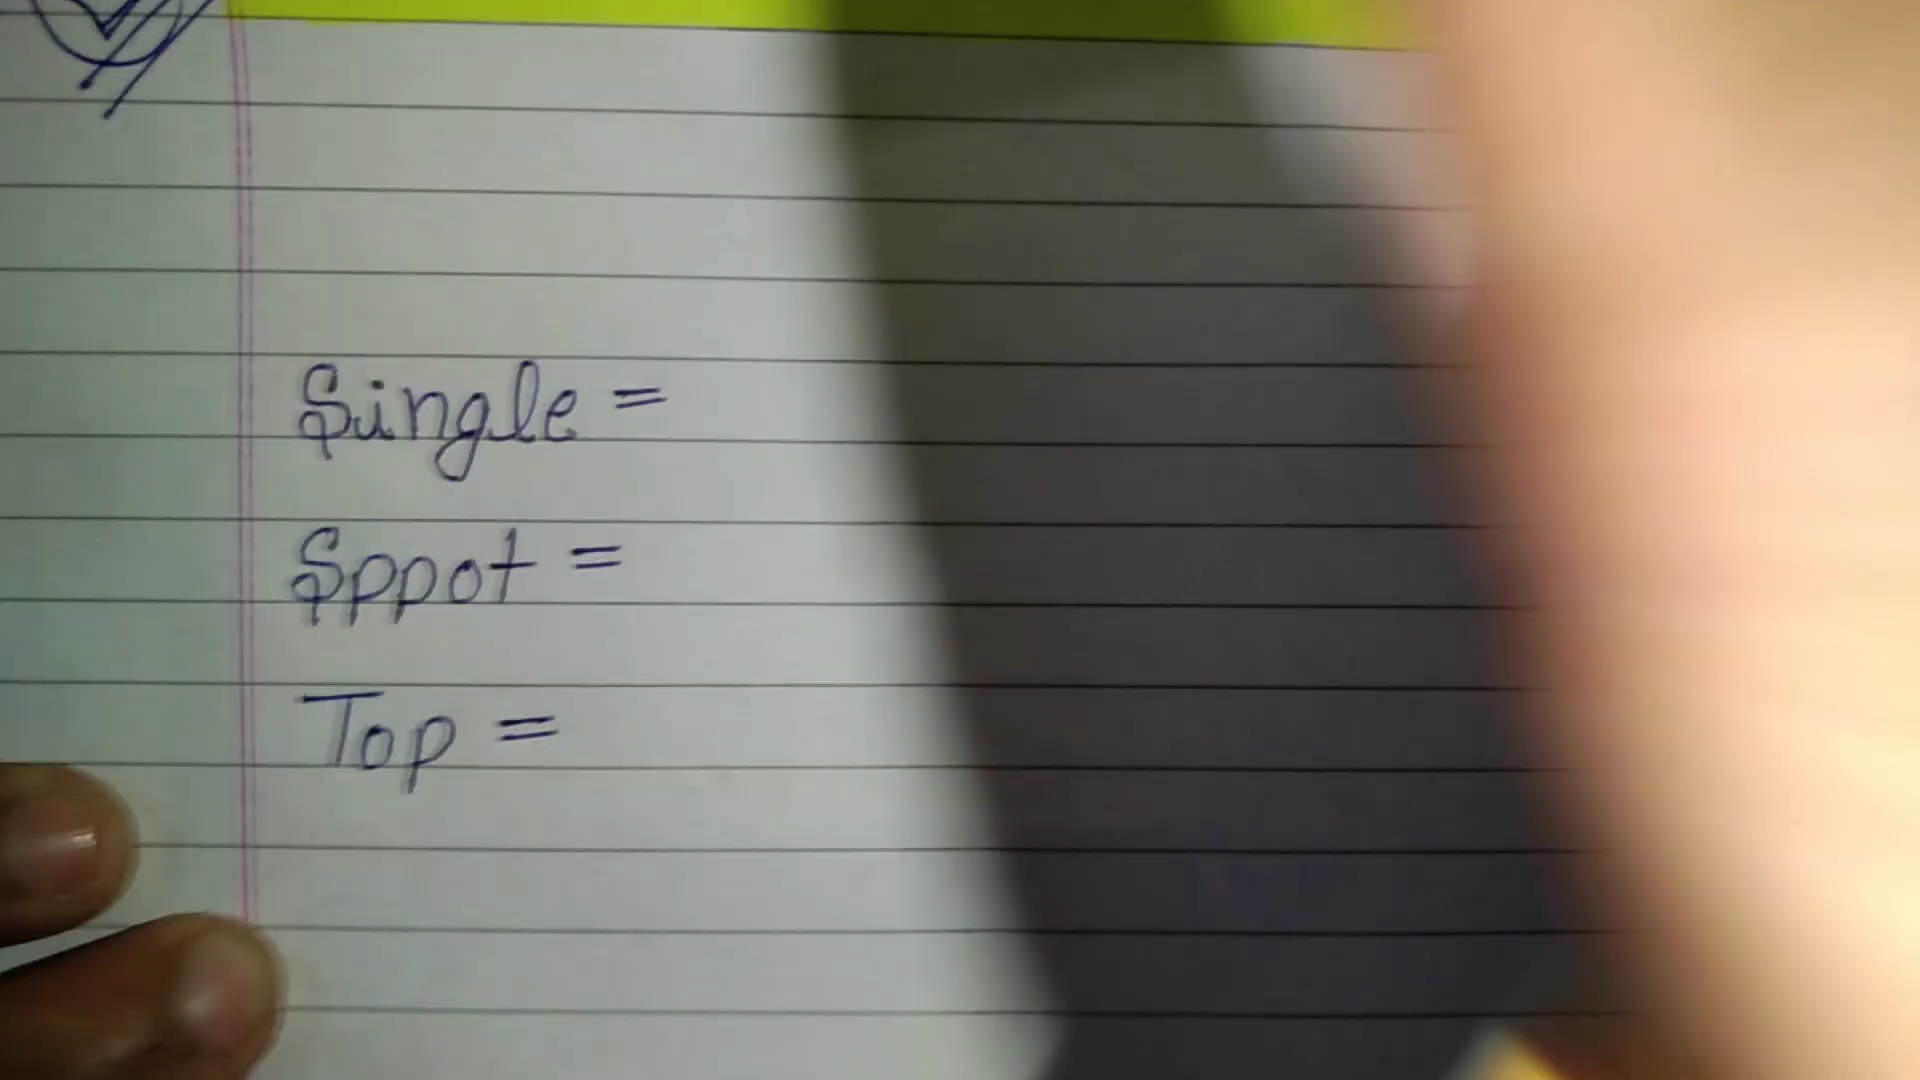 Single =
Sppot =
Top =